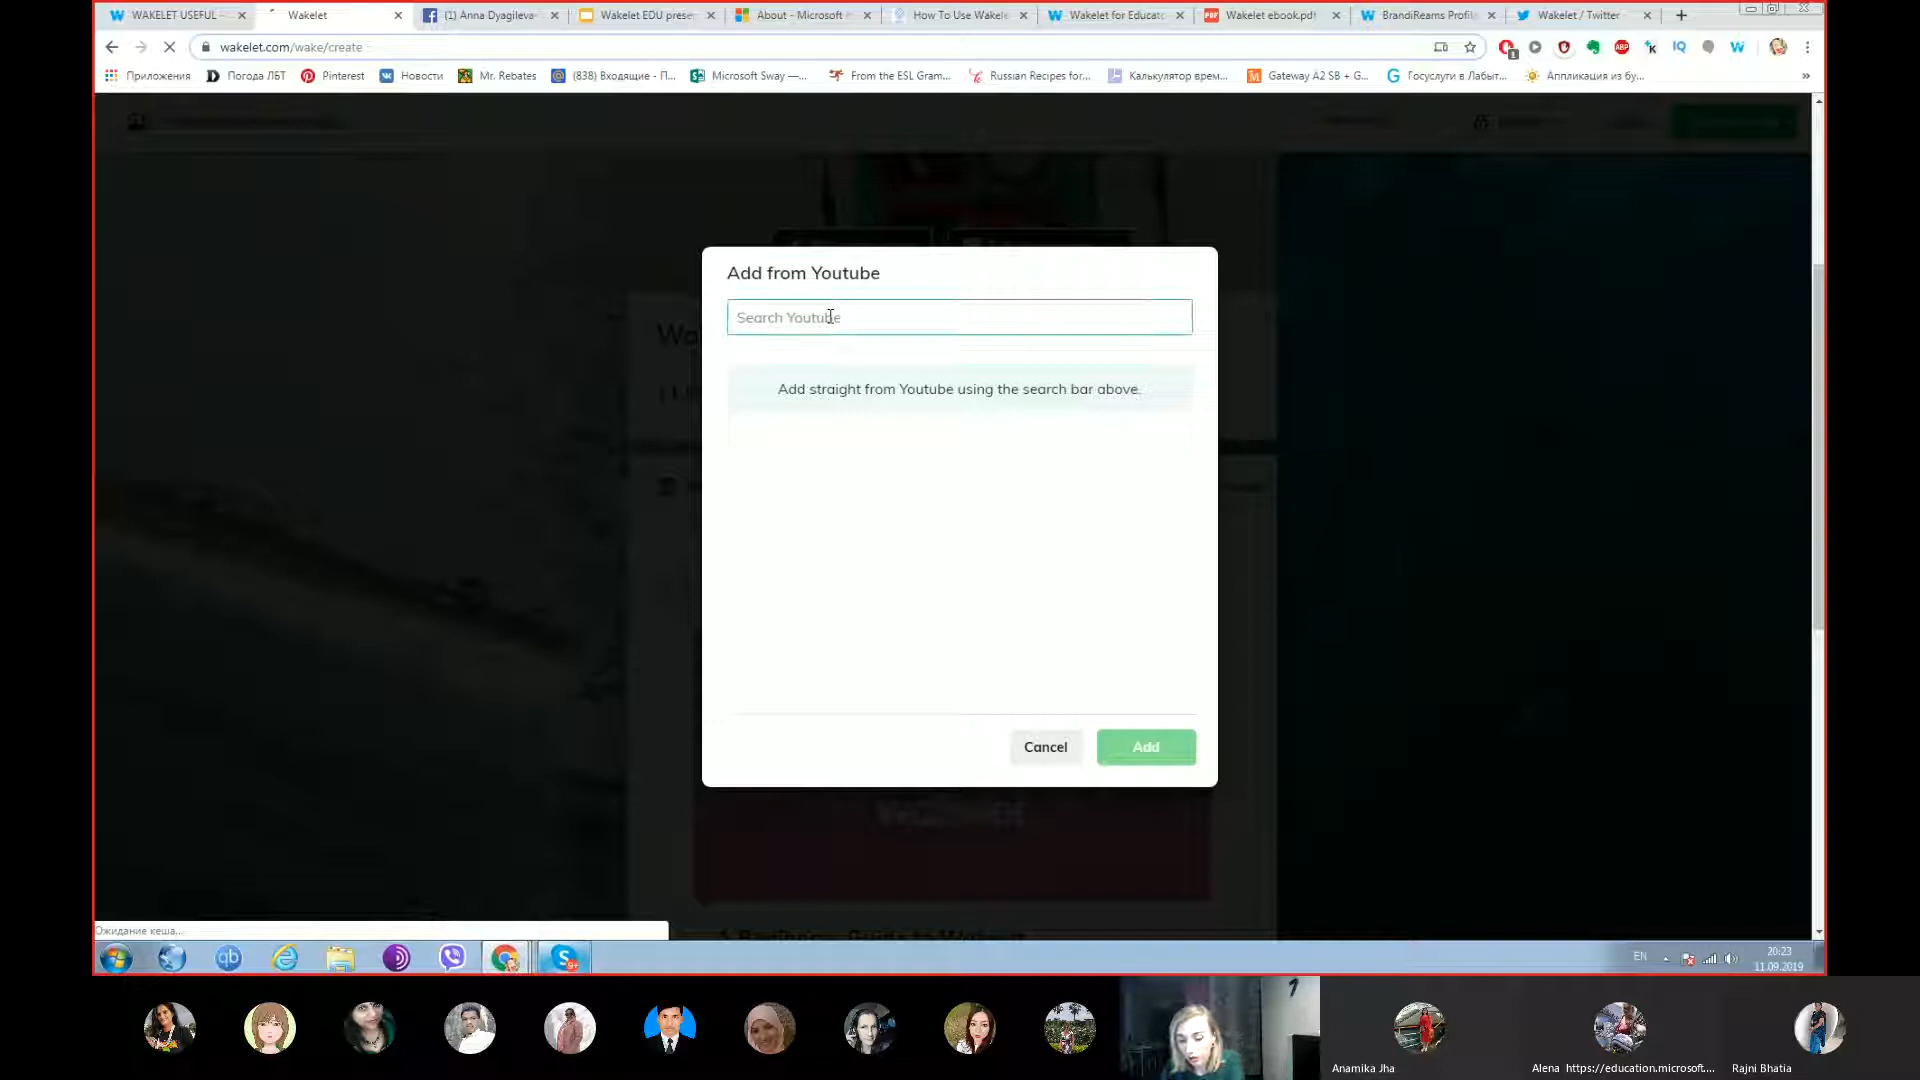 WAKELET USEFUL
Wakelet
(1) Anna Dyagileva
Wakelet EDU prese
About - Microsoft
How To Use Wakele
Wakelet for Educato
Wakelet ebook.pdf
BrandiReams Profil
Wakelet / Twitter
wakelet.com/wake/create
Приложения
Погода ЛБТ
Pinterest
Новости
Mr. Rebates
(838) Входящие - П...
Microsoft Sway —...
From the ESL Gram...
Russian Recipes for...
Калькулятор врем...
Gateway A2 SB + G...
Госуслуги в Лабыт...
Аппликация из бу...
Add from Youtube
Search Youtube
Add straight from Youtube using the search bar above.
Cancel
Add
Ожидание кеша...
EN
20:23
11.09.2019
Anamika Jha
Alena https://education.microsoft....
Rajni Bhatia